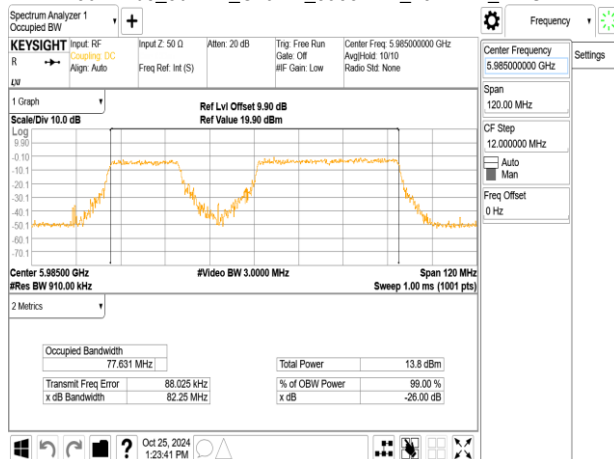 Spectrum Analyzer 1
Occupied BW
Frequency
KEYSIGHT
R
LXI
Input: RF
Coupling: DC
Align: Auto
Input Z: 50 Ω
Freq Ref: Int (S)
Atten: 20 dB
Trig: Free Run
Gate: Off
#IF Gain: Low
Center Freq: 5.985000000 GHz
Avg|Hold: 10/10
Radio Std: None
Center Frequency
5.985000000 GHz
Settings
Span
120.00 MHz
CF Step
12.000000 MHz
Auto
Man
Freq Offset
0 Hz
1 Graph
Scale/Div 10.0 dB
Ref Lvl Offset 9.90 dB
Ref Value 19.90 dBm
Log
9.90
-0.10
-10.1
-20.1
-30.1
-40.1
-50.1
-60.1
-70.1
Center 5.98500 GHz
#Res BW 910.00 kHz
#Video BW 3.0000 MHz
Span 120 MHz
Sweep 1.00 ms (1001 pts)
2 Metrics
Occupied Bandwidth
77.631 MHz
Total Power 13.8 dBm
Transmit Freq Error 88.025 kHz
% of OBW Power 99.00 %
x dB Bandwidth 82.25 MHz
x dB -26.00 dB
?
Oct 25, 2024
1:23:41 PM